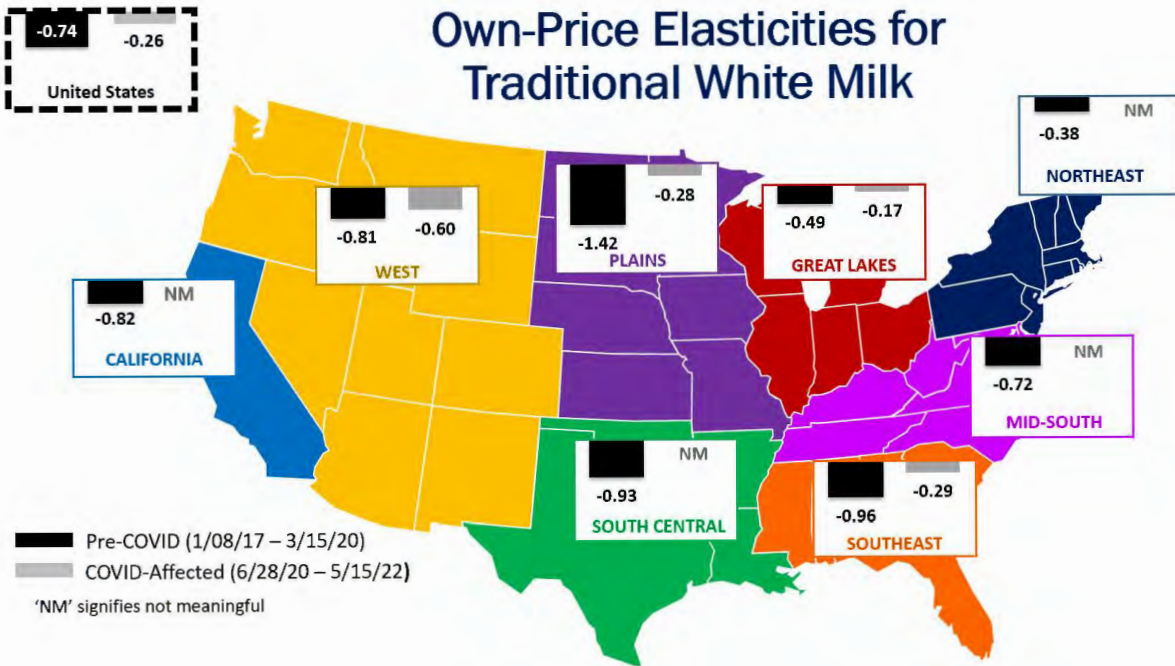 Own-Price Elasticities for
Traditional White Milk
-0.74
-0.26
United States
-0.38
NM
NORTHEAST
-0.81
-0.60
WEST
-1.42
-0.28
PLAINS
-0.49
-0.17
GREAT LAKES
-0.82
NM
CALIFORNIA
-0.72
NM
MID-SOUTH
-0.93
NM
SOUTH CENTRAL
-0.96
-0.29
SOUTHEAST
Pre-COVID (1/08/17 – 3/15/20)
COVID-Affected (6/28/20 – 5/15/22)
'NM' signifies not meaningful